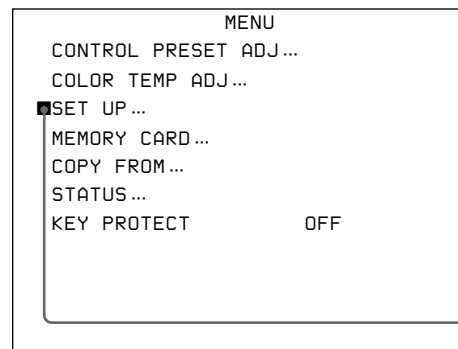 MENU
CONTROL PRESET ADJ...
COLOR TEMP ADJ...
SET UP...
MEMORY CARD...
COPY FROM...
STATUS...
KEY PROTECT OFF